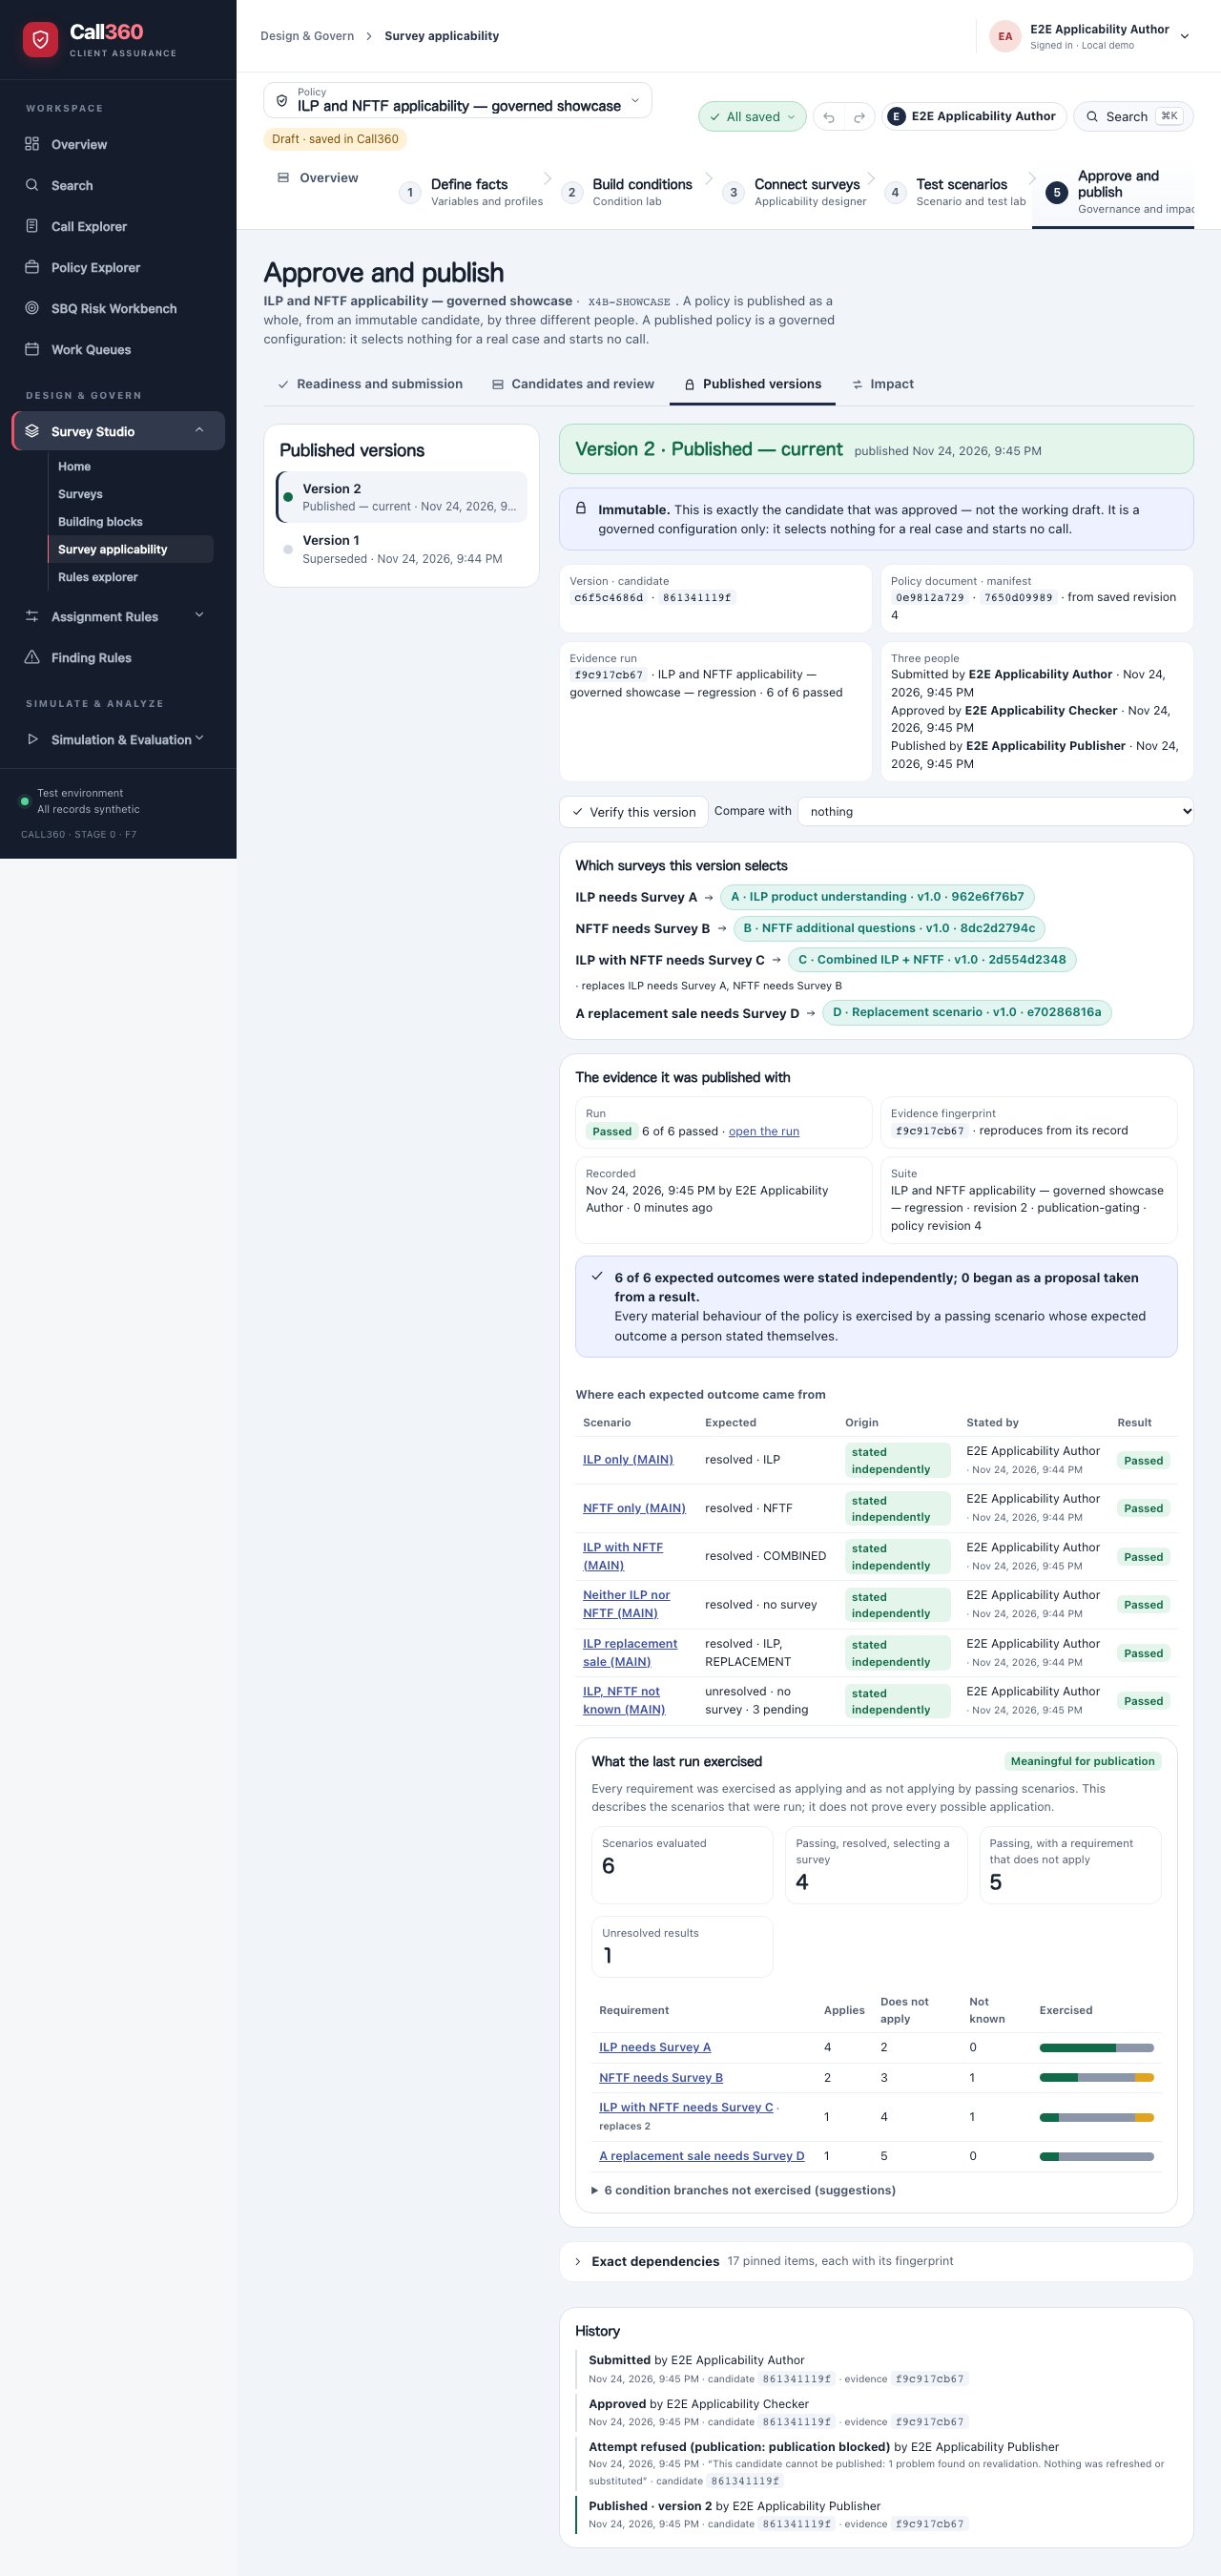 Call360
CLIENT ASSURANCE
WORKSPACE
Overview
Search
Call Explorer
Policy Explorer
SBQ Risk Workbench
Work Queues
DESIGN & GOVERN
Survey Studio
Home
Surveys
Building blocks
Survey applicability
Rules explorer
Assignment Rules
Finding Rules
SIMULATE & ANALYZE
Simulation & Evaluation
Test environment
All records synthetic
CALL360 · STAGE 0 · F7
Design & Govern > Survey applicability
EA
E2E Applicability Author
Signed in · Local demo
Policy
ILP and NFTF applicability — governed showcase
Draft · saved in Call360
All saved
E E2E Applicability Author
Search ⌘K
Overview
1 Define facts
Variables and profiles
2 Build conditions
Condition lab
3 Connect surveys
Applicability designer
4 Test scenarios
Scenario and test lab
5 Approve and
publish
Governance and impac
Approve and publish
ILP and NFTF applicability — governed showcase · X4B-SHOWCASE . A policy is published as a
whole, from an immutable candidate, by three different people. A published policy is a governed
configuration: it selects nothing for a real case and starts no call.
Readiness and submission
Candidates and review
Published versions
Impact
Published versions
Version 2
Published — current · Nov 24, 2026, 9...
Version 1
Superseded · Nov 24, 2026, 9:44 PM
Version 2 · Published — current published Nov 24, 2026, 9:45 PM
Immutable. This is exactly the candidate that was approved — not the working draft. It is a
governed configuration only: it selects nothing for a real case and starts no call.
Version · candidate
c6f5c4686d · 861341119f
Policy document · manifest
0e9812a729 · 7650d09989 · from saved revision
4
Evidence run
f9c917cb67 · ILP and NFTF applicability —
governed showcase — regression · 6 of 6 passed
Three people
Submitted by E2E Applicability Author · Nov 24,
2026, 9:45 PM
Approved by E2E Applicability Checker · Nov 24,
2026, 9:45 PM
Published by E2E Applicability Publisher · Nov 24,
2026, 9:45 PM
Verify this version
Compare with
nothing
Which surveys this version selects
ILP needs Survey A → A · ILP product understanding · v1.0 · 962e6f76b7
NFTF needs Survey B → B · NFTF additional questions · v1.0 · 8dc2d2794c
ILP with NFTF needs Survey C → C · Combined ILP + NFTF · v1.0 · 2d554d2348
· replaces ILP needs Survey A, NFTF needs Survey B
A replacement sale needs Survey D → D · Replacement scenario · v1.0 · e70286816a
The evidence it was published with
Run
Passed 6 of 6 passed · open the run
Evidence fingerprint
f9c917cb67 · reproduces from its record
Recorded
Nov 24, 2026, 9:45 PM by E2E Applicability
Author · 0 minutes ago
Suite
ILP and NFTF applicability — governed showcase
— regression · revision 2 · publication-gating ·
policy revision 4
6 of 6 expected outcomes were stated independently; 0 began as a proposal taken
from a result.
Every material behaviour of the policy is exercised by a passing scenario whose expected
outcome a person stated themselves.
Where each expected outcome came from
Scenario Expected Origin Stated by Result
ILP only (MAIN) resolved · ILP stated independently E2E Applicability Author · Nov 24, 2026, 9:44 PM Passed
NFTF only (MAIN) resolved · NFTF stated independently E2E Applicability Author · Nov 24, 2026, 9:44 PM Passed
ILP with NFTF (MAIN) resolved · COMBINED stated independently E2E Applicability Author · Nov 24, 2026, 9:45 PM Passed
Neither ILP nor NFTF (MAIN) resolved · no survey stated independently E2E Applicability Author · Nov 24, 2026, 9:44 PM Passed
ILP replacement sale (MAIN) resolved · ILP, REPLACEMENT stated independently E2E Applicability Author · Nov 24, 2026, 9:44 PM Passed
ILP, NFTF not known (MAIN) unresolved · no survey · 3 pending stated independently E2E Applicability Author · Nov 24, 2026, 9:45 PM Passed
What the last run exercised
Meaningful for publication
Every requirement was exercised as applying and as not applying by passing scenarios. This
describes the scenarios that were run; it does not prove every possible application.
Scenarios evaluated
6
Passing, resolved, selecting a
survey
4
Passing, with a requirement
that does not apply
5
Unresolved results
1
Requirement Applies Does not apply Not known Exercised
ILP needs Survey A 4 2 0
NFTF needs Survey B 2 3 1
ILP with NFTF needs Survey C · replaces 2 1 4 1
A replacement sale needs Survey D 1 5 0
6 condition branches not exercised (suggestions)
Exact dependencies 17 pinned items, each with its fingerprint
History
Submitted by E2E Applicability Author
Nov 24, 2026, 9:45 PM · candidate 861341119f · evidence f9c917cb67
Approved by E2E Applicability Checker
Nov 24, 2026, 9:45 PM · candidate 861341119f · evidence f9c917cb67
Attempt refused (publication: publication blocked) by E2E Applicability Publisher
Nov 24, 2026, 9:45 PM · “This candidate cannot be published: 1 problem found on revalidation. Nothing was refreshed or
substituted” · candidate 861341119f
Published · version 2 by E2E Applicability Publisher
Nov 24, 2026, 9:45 PM · candidate 861341119f · evidence f9c917cb67